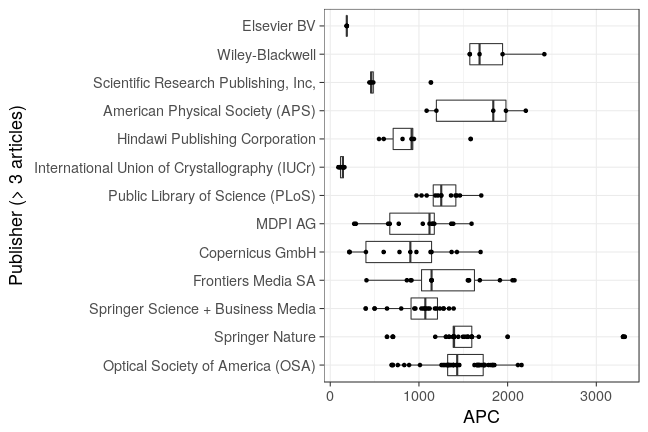 Publisher (> 3 articles)
Elsevier BV
Wiley-Blackwell
Scientific Research Publishing, Inc,
American Physical Society (APS)
Hindawi Publishing Corporation
International Union of Crystallography (IUCr)
Public Library of Science (PLoS)
MDPI AG
Copernicus GmbH
Frontiers Media SA
Springer Science + Business Media
Springer Nature
Optical Society of America (OSA)
0 1000 2000 3000
APC